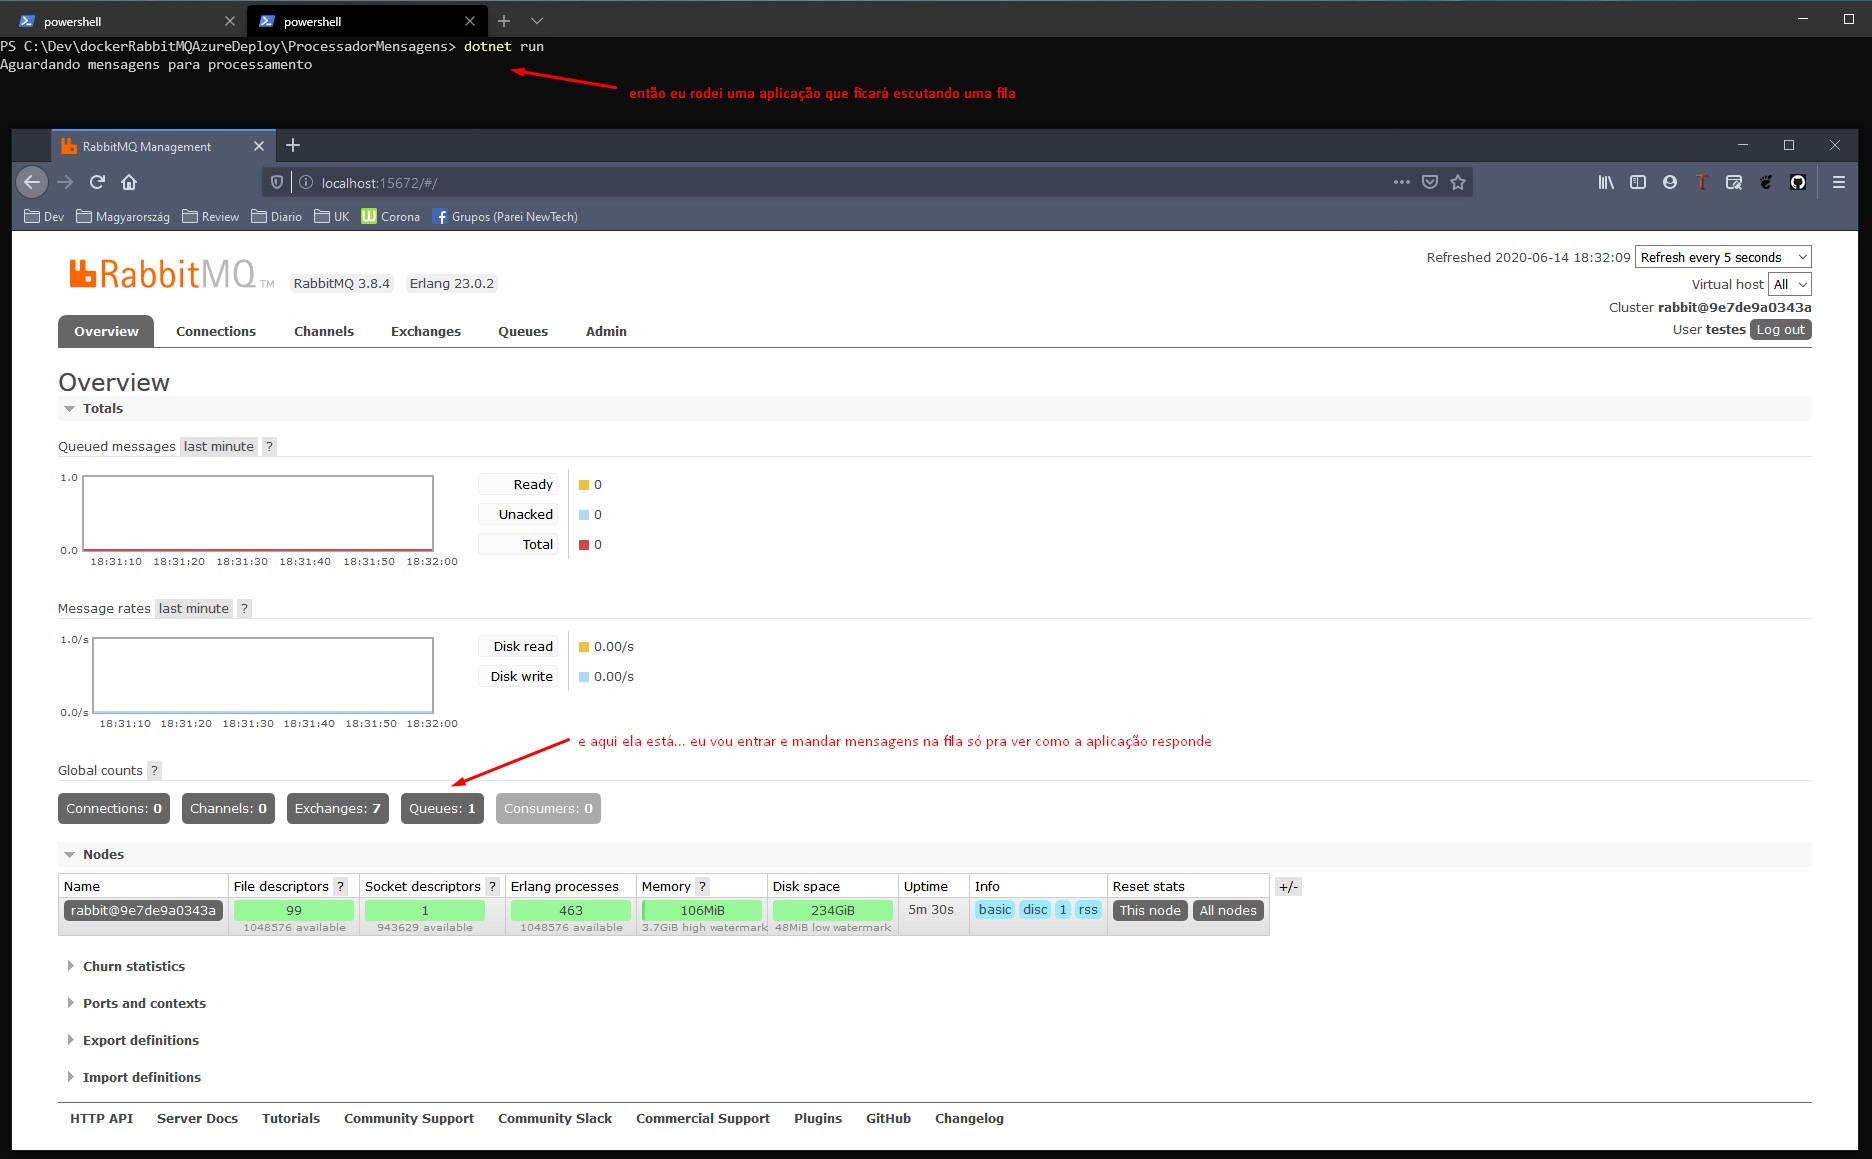 powershell
powershell
PS C:\Dev\dockerRabbitMQAzureDeploy\ProcessadorMensagens> dotnet run
Aguardando mensagens para processamento
então eu rodei uma aplicação que ficará escutando uma fila
RabbitMQ Management
localhost:15672/#/
Dev Magyarország Review Diario UK Corona Grupos (Parei NewTech)
RabbitMQ TM RabbitMQ 3.8.4 Erlang 23.0.2
Refreshed 2020-06-14 18:32:09 Refresh every 5 seconds
Virtual host All
Cluster rabbit@9e7de9a0343a
User testes Log out
Overview Connections Channels Exchanges Queues Admin
Overview
Totals
Queued messages last minute ?
1.0
0.0
18:31:10 18:31:20 18:31:30 18:31:40 18:31:50 18:32:00
Ready 0
Unacked 0
Total 0
Message rates last minute ?
1.0/s
0.0/s
18:31:10 18:31:20 18:31:30 18:31:40 18:31:50 18:32:00
Disk read 0.00/s
Disk write 0.00/s
e aqui ela está... eu vou entrar e mandar mensagens na fila só pra ver como a aplicação responde
Global counts ?
Connections: 0 Channels: 0 Exchanges: 7 Queues: 1 Consumers: 0
Nodes
Name File descriptors ? Socket descriptors ? Erlang processes Memory ? Disk space Uptime Info Reset stats +/-
rabbit@9e7de9a0343a 99 1 463 106MiB 234GiB 5m 30s basic disc 1 rss This node All nodes
1048576 available 943629 available 1048576 available 3.7GiB high watermark 48MiB low watermark
Churn statistics
Ports and contexts
Export definitions
Import definitions
HTTP API Server Docs Tutorials Community Support Community Slack Commercial Support Plugins GitHub Changelog